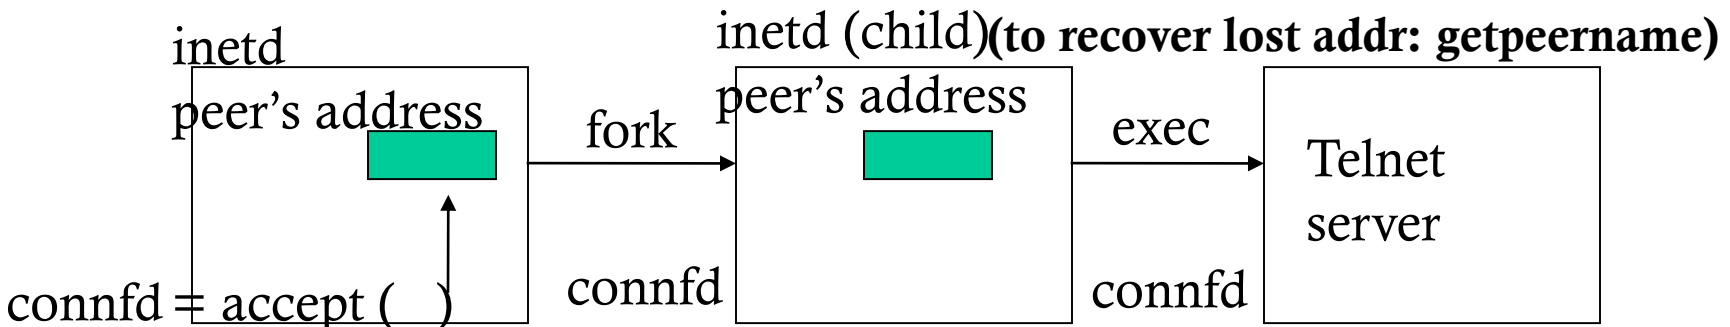 inetd
peer’s address
connfd = accept (   )
fork
connfd
inetd (child)(to recover lost addr: getpeername)
peer’s address
exec
connfd
Telnet
server